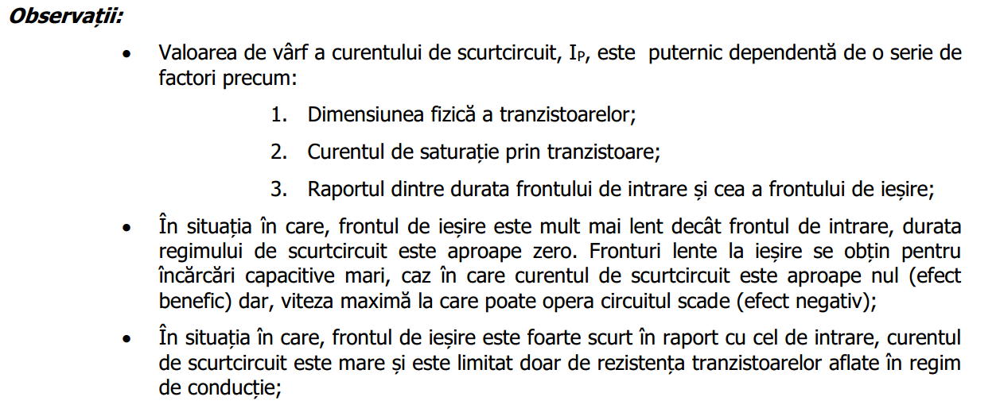 Observații:
• Valoarea de vârf a curentului de scurtcircuit, IP, este puternic dependentă de o serie de
factori precum:
1. Dimensiunea fizică a tranzistoarelor;
2. Curentul de saturație prin tranzistoare;
3. Raportul dintre durata frontului de intrare și cea a frontului de ieșire;
• În situația în care, frontul de ieșire este mult mai lent decât frontul de intrare, durata
regimului de scurtcircuit este aproape zero. Fronturi lente la ieșire se obțin pentru
încărcări capacitive mari, caz în care curentul de scurtcircuit este aproape nul (efect
benefic) dar, viteza maximă la care poate opera circuitul scade (efect negativ);
• În situația în care, frontul de ieșire este foarte scurt în raport cu cel de intrare, curentul
de scurtcircuit este mare și este limitat doar de rezistența tranzistoarelor aflate în regim
de conducție;